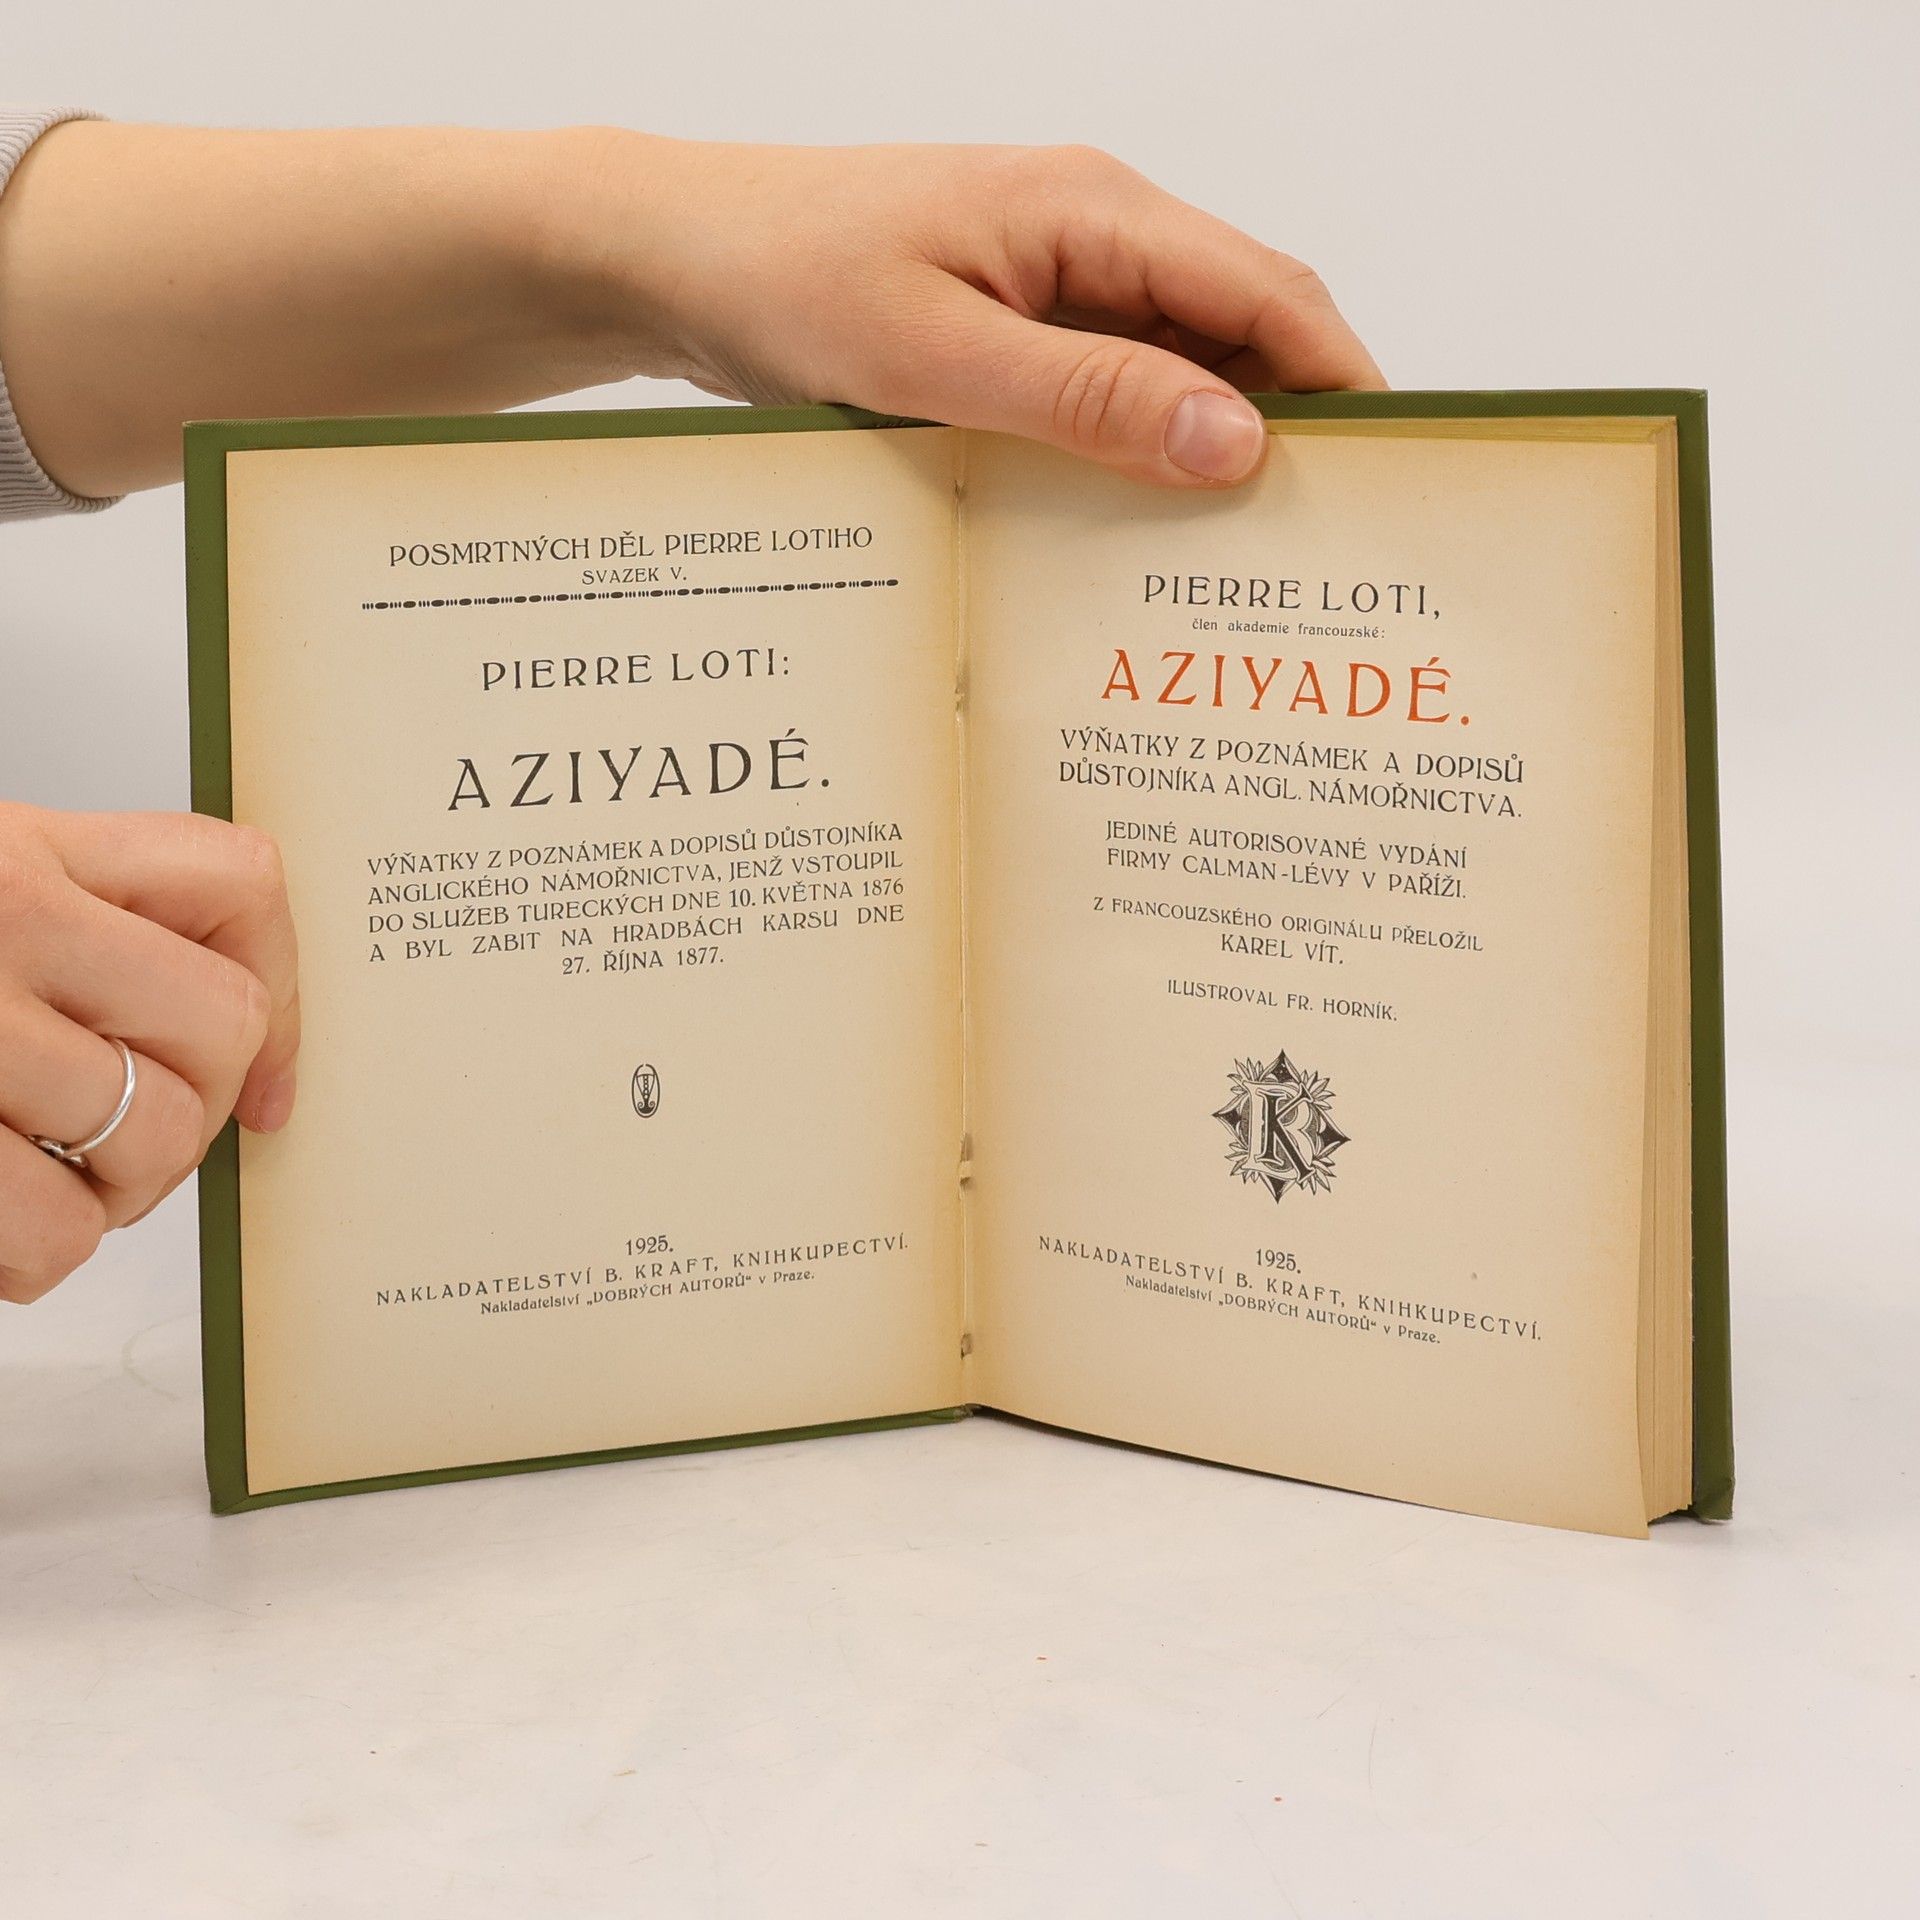 POSMRTNÝCH DĚL PIERRE LOTIHO
SVAZEK V.
PIERRE LOTI:
AZIYADÉ.
VÝŇATKY Z POZNÁMEK A DOPISŮ DŮSTOJNÍKA
ANGLICKÉHO NÁMOŘNICTVA, JENŽ VSTOUPIL
DO SLUŽEB TURECKÝCH DNE 10. KVĚTNA 1876
A BYL ZABIT NA HRADBÁCH KARSU DNE
27. ŘÍJNA 1877.
1925.
NAKLADATELSTVÍ B. KRAFT, KNIHKUPECTVÍ.
Nakladatelství „DOBRÝCH AUTORŮ“ v Praze.
PIERRE LOTI,
člen akademie francouzské:
AZIYADÉ.
VÝŇATKY Z POZNÁMEK A DOPISŮ
DŮSTOJNÍKA ANGL. NÁMOŘNICTVA.
JEDINÉ AUTORISOVANÉ VYDÁNÍ
FIRMY CALMAN-LÉVY V PAŘÍŽI.
Z FRANCOUZSKÉHO ORIGINÁLU PŘELOŽIL
KAREL VÍT.
ILUSTROVAL FR. HORNÍK.
BK
1925.
NAKLADATELSTVÍ B. KRAFT, KNIHKUPECTVÍ.
Nakladatelství „DOBRÝCH AUTORŮ“ v Praze.